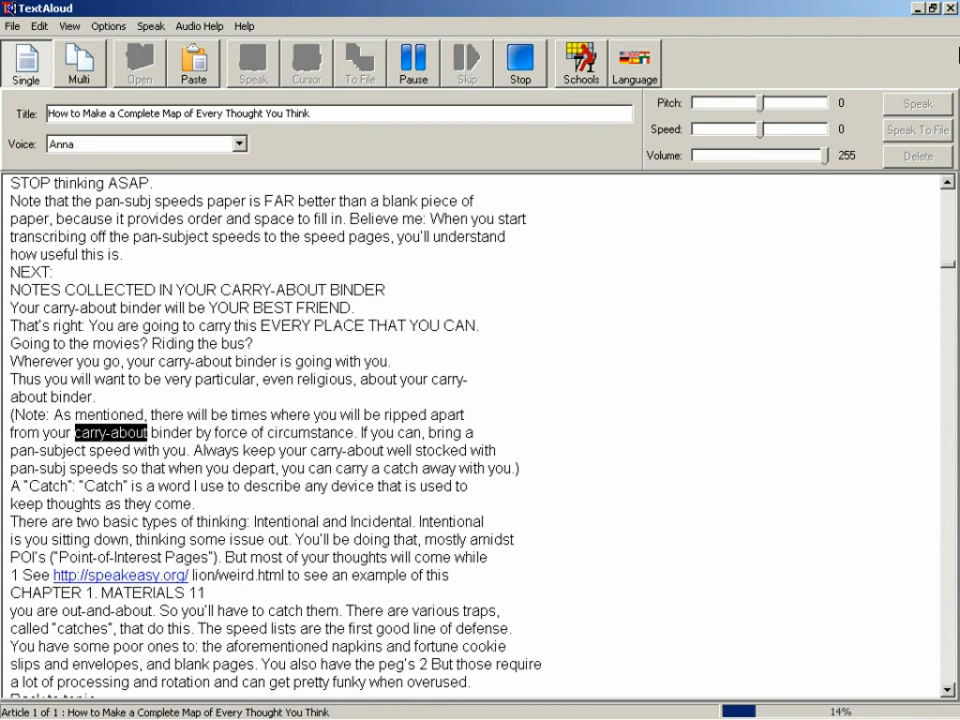 TextAloud
File Edit View Options Speak Audio Help Help
Single Multi Open Paste Speak Cursor To File Pause Skip Stop Schools Language
Title: How to Make a Complete Map of Every Thought You Think
Voice: Anna
Pitch: 0 Speak
Speed: 0 Speak To File
Volume: 255 Delete
STOP thinking ASAP.
Note that the pan-subj speeds paper is FAR better than a blank piece of
paper, because it provides order and space to fill in. Believe me: When you start
transcribing off the pan-subject speeds to the speed pages, you'll understand
how useful this is.
NEXT:
NOTES COLLECTED IN YOUR CARRY-ABOUT BINDER
Your carry-about binder will be YOUR BEST FRIEND.
That's right: You are going to carry this EVERY PLACE THAT YOU CAN.
Going to the movies? Riding the bus?
Wherever you go, your carry-about binder is going with you.
Thus you will want to be very particular, even religious, about your carry-
about binder.
(Note: As mentioned, there will be times where you will be ripped apart
from your carry-about binder by force of circumstance. If you can, bring a
pan-subject speed with you. Always keep your carry-about well stocked with
pan-subj speeds so that when you depart, you can carry a catch away with you.)
A "Catch": "Catch" is a word I use to describe any device that is used to
keep thoughts as they come.
There are two basic types of thinking: Intentional and Incidental. Intentional
is you sitting down, thinking some issue out. You'll be doing that, mostly amidst
POI's ("Point-of-Interest Pages"). But most of your thoughts will come while
1 See http://speakeasy.org/ lion/weird.html to see an example of this
CHAPTER 1. MATERIALS 11
you are out-and-about. So you'll have to catch them. There are various traps,
called "catches", that do this. The speed lists are the first good line of defense.
You have some poor ones to: the aforementioned napkins and fortune cookie
slips and envelopes, and blank pages. You also have the peg's 2 But those require
a lot of processing and rotation and can get pretty funky when overused.
Article 1 of 1 : How to Make a Complete Map of Every Thought You Think 14%